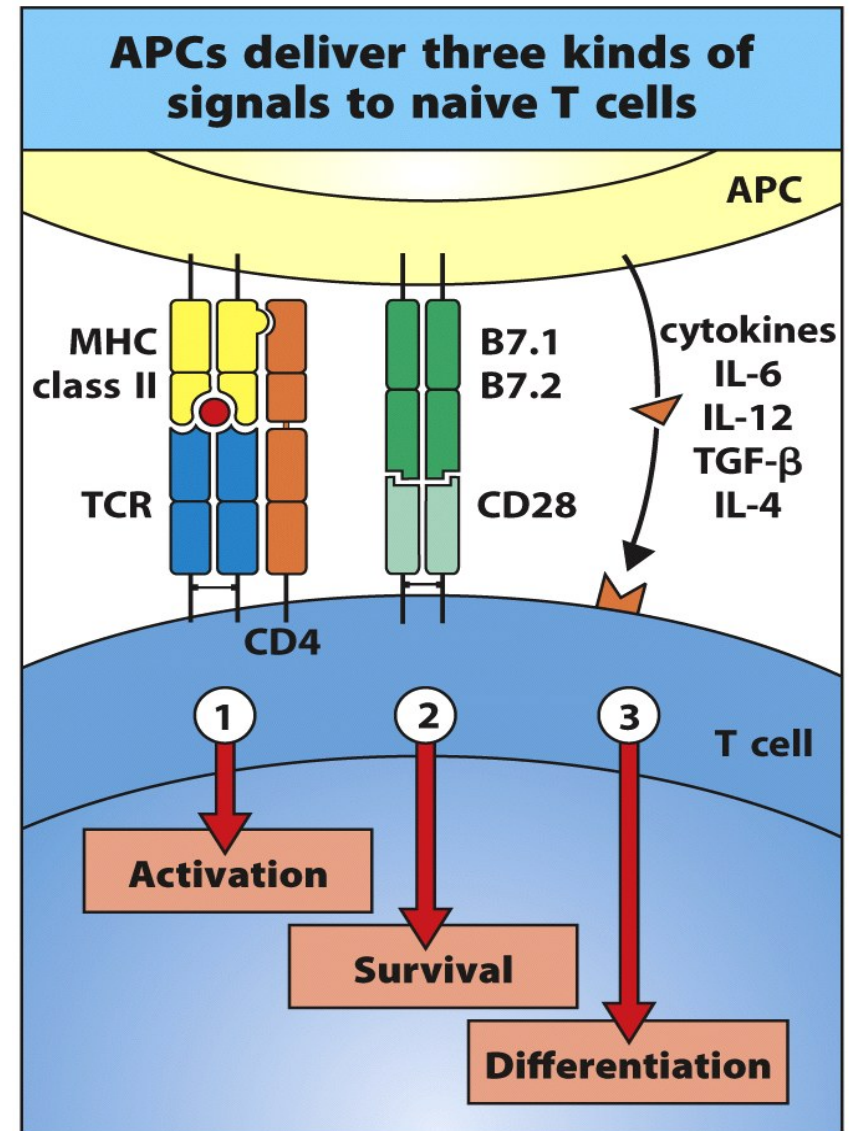 APCs deliver three kinds of
signals to naive T cells
APC
MHC
class II
B7.1
B7.2
cytokines
IL-6
IL-12
TGF-β
IL-4
TCR
CD28
CD4
1
2
3
T cell
Activation
Survival
Differentiation